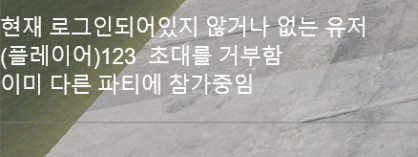 현재 로그인되어있지 않거나 없는 유저
(플레이어)123  초대를 거부함
이미 다른 파티에 참가중임